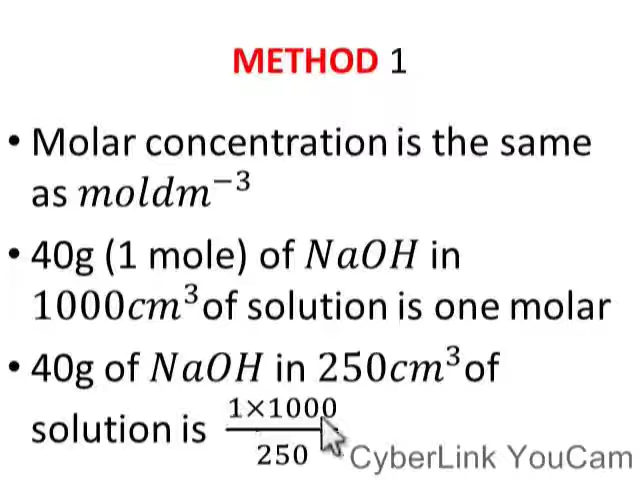 METHOD 1
• Molar concentration is the same
as moldm⁻³
• 40g (1 mole) of NaOH in
1000cm³ of solution is one molar
• 40g of NaOH in 250cm³ of
solution is 1×1000/250
CyberLink YouCam